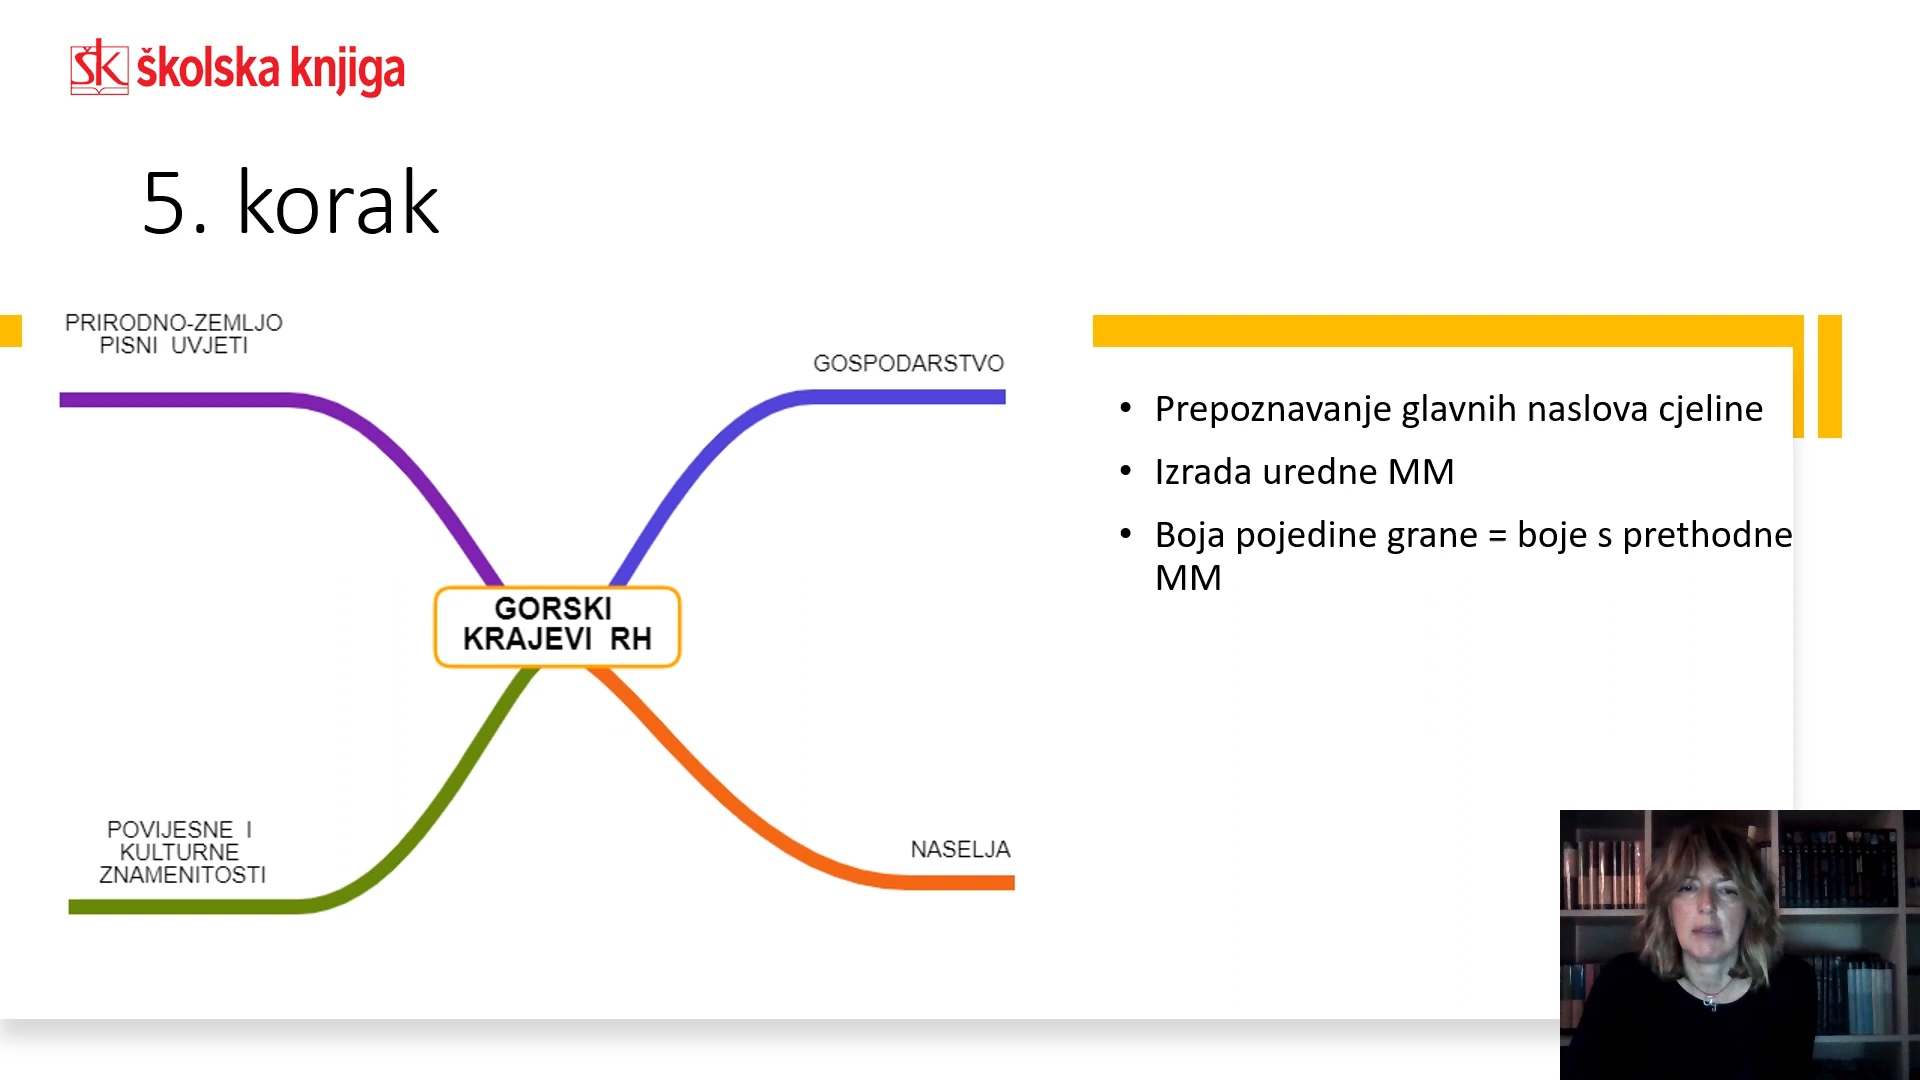 školska knjiga
5. korak
PRIRODNO-ZEMLJO
PISNI UVJETI
GOSPODARSTVO
GORSKI
KRAJEVI RH
POVIJESNE I
KULTURNE
ZNAMENITOSTI
NASELJA
• Prepoznavanje glavnih naslova cjeline
• Izrada uredne MM
• Boja pojedine grane = boje s prethodne
MM